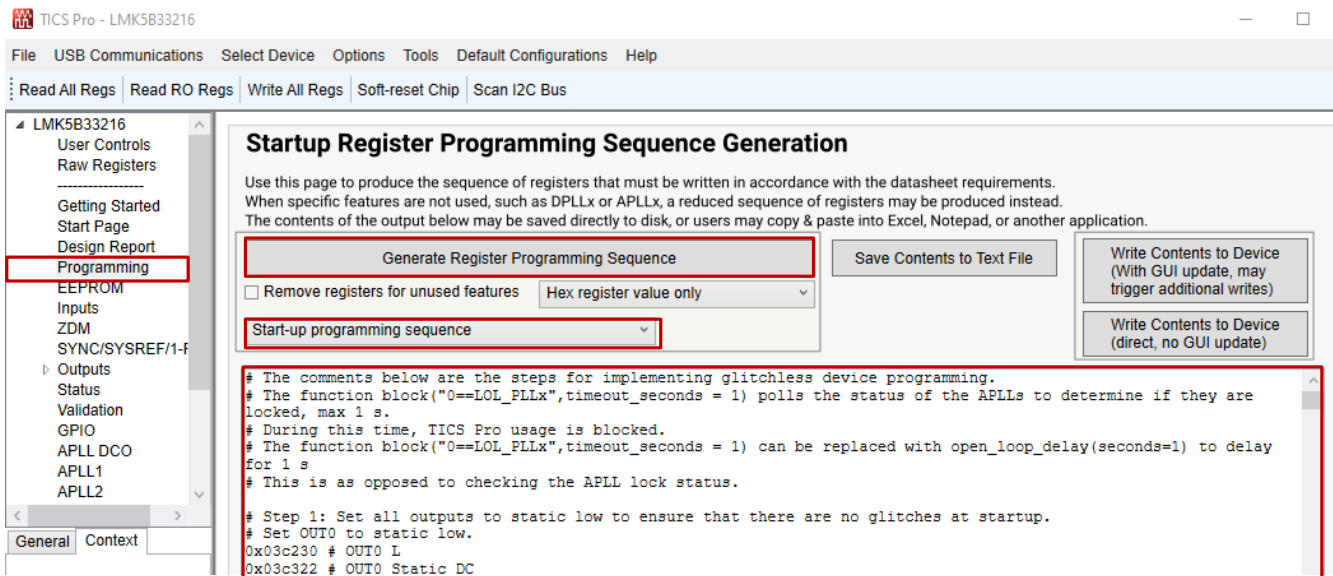 TICS Pro - LMK5B33216
File USB Communications Select Device Options Tools Default Configurations Help
Read All Regs Read RO Regs Write All Regs Soft-reset Chip Scan I2C Bus
LMK5B33216
User Controls
Raw Registers
-----------------
Getting Started
Start Page
Design Report
Programming
EEPROM
Inputs
ZDM
SYNC/SYSREF/1-F
Outputs
Status
Validation
GPIO
APLL DCO
APLL1
APLL2
General Context
Startup Register Programming Sequence Generation
Use this page to produce the sequence of registers that must be written in accordance with the datasheet requirements.
When specific features are not used, such as DPLLx or APLLx, a reduced sequence of registers may be produced instead.
The contents of the output below may be saved directly to disk, or users may copy & paste into Excel, Notepad, or another application.
Generate Register Programming Sequence
Remove registers for unused features
Hex register value only
Start-up programming sequence
Save Contents to Text File
Write Contents to Device
(With GUI update, may
trigger additional writes)
Write Contents to Device
(direct, no GUI update)
# The comments below are the steps for implementing glitchless device programming.
# The function block("0==LOL_PLLx",timeout_seconds = 1) polls the status of the APLLs to determine if they are
locked, max 1 s.
# During this time, TICS Pro usage is blocked.
# The function block("0==LOL_PLLx",timeout_seconds = 1) can be replaced with open_loop_delay(seconds=1) to delay
for 1 s
# This is as opposed to checking the APLL lock status.
# Step 1: Set all outputs to static low to ensure that there are no glitches at startup.
# Set OUT0 to static low.
0x03c230 # OUT0 L
0x03c322 # OUT0 Static DC